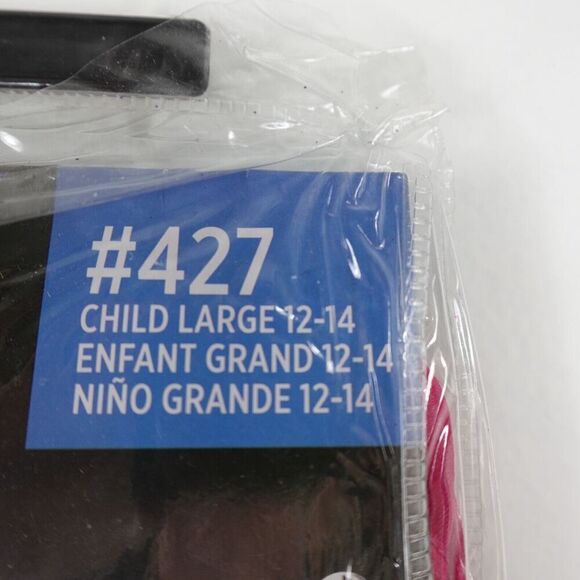 #427
CHILD LARGE 12-14
ENFANT GRAND 12-14
NIÑO GRANDE 12-14